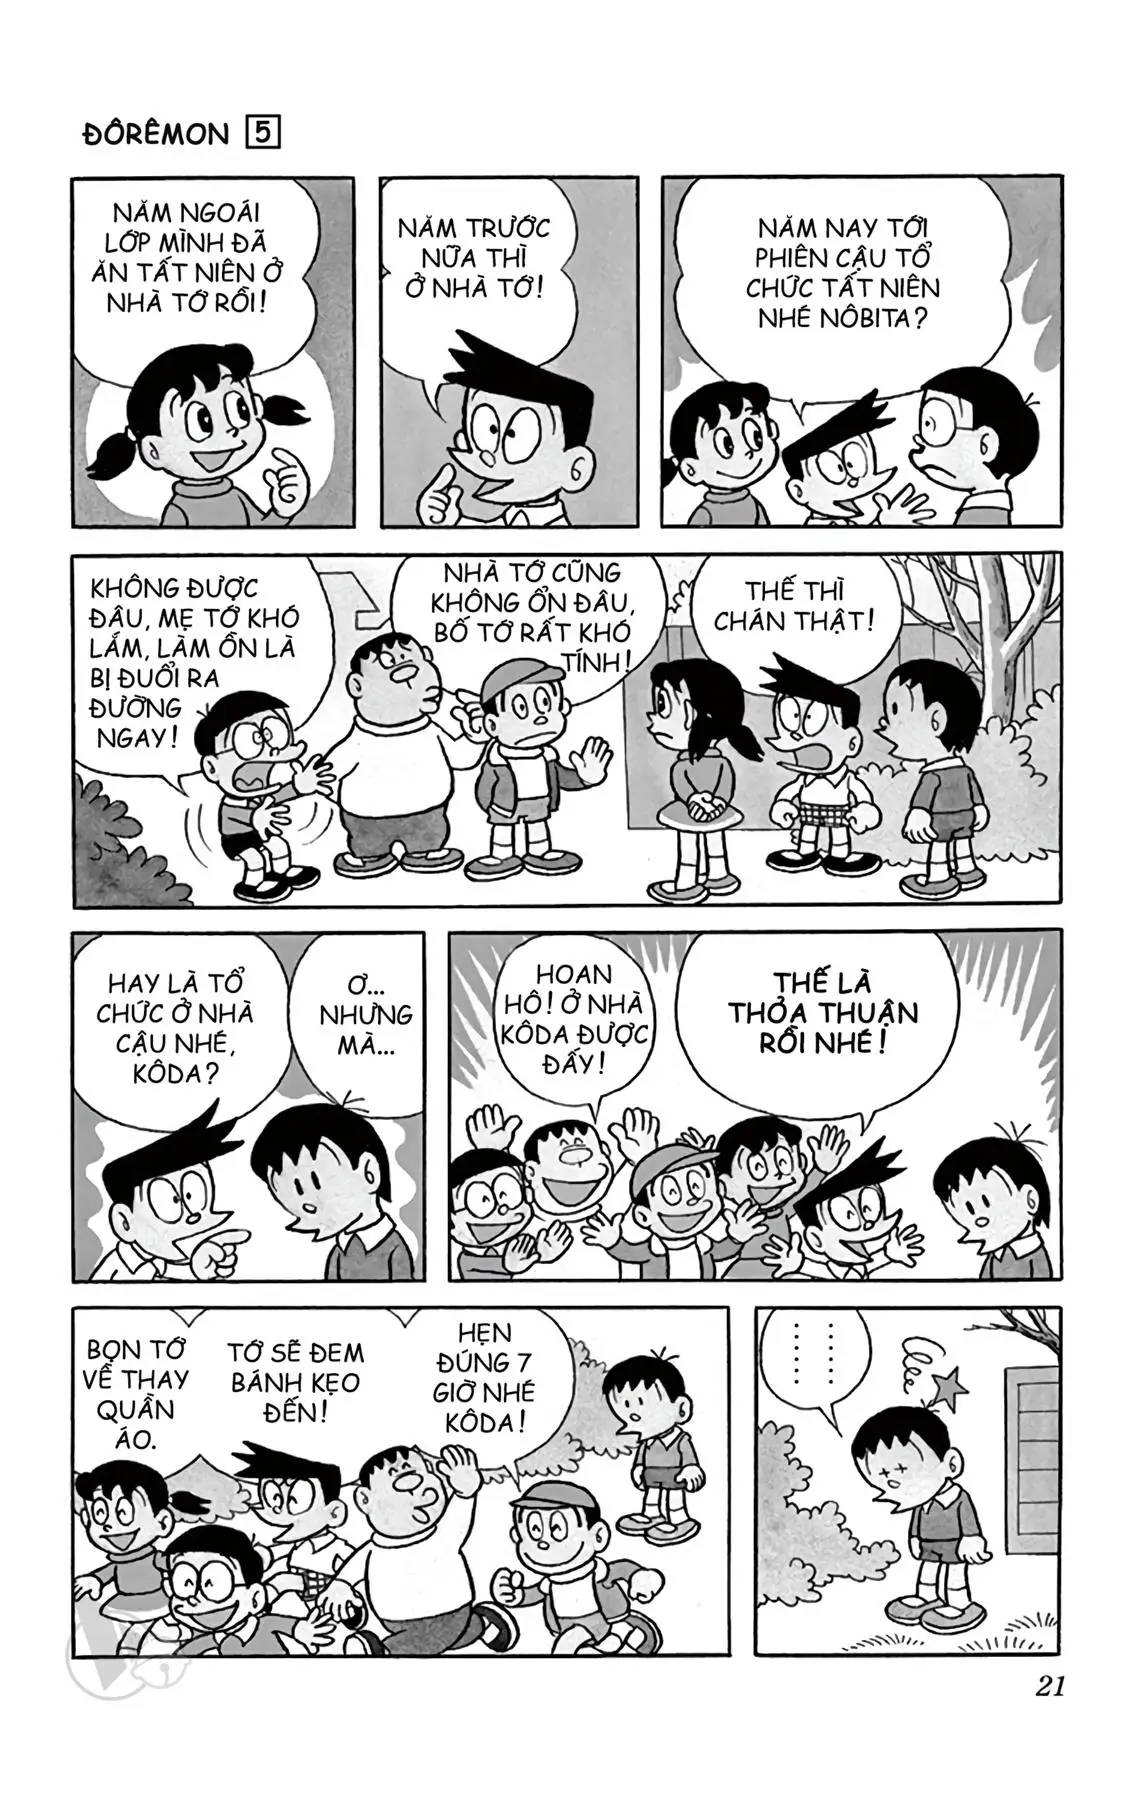 ĐÔRÊMON 5
NĂM NGOÁI
LỚP MÌNH ĐÃ
ĂN TẤT NIÊN Ở
NHÀ TỚ RỒI!
NĂM TRƯỚC
NỮA THÌ
Ở NHÀ TỚ!
NĂM NAY TỚI
PHIÊN CẬU TỔ
CHỨC TẤT NIÊN
NHÉ NÔBITA?
KHÔNG ĐƯỢC
ĐÂU, MẸ TỚ KHÓ
LẮM, LÀM ỒN LÀ
BỊ ĐUỔI RA
ĐƯỜNG
NGAY!
NHÀ TỚ CŨNG
KHÔNG ỔN ĐÂU,
BỐ TỚ RẤT KHÓ
TÍNH!
THẾ THÌ
CHÁN THẬT!
HAY LÀ TỔ
CHỨC Ở NHÀ
CẬU NHÉ,
KÔĐA?
Ơ...
NHƯNG
MÀ...
HOAN
HÔ! Ở NHÀ
KÔĐA ĐƯỢC
ĐẤY!
THẾ LÀ
THỎA THUẬN
RỒI NHÉ!
BỌN TỚ
VỀ THAY
QUẦN
ÁO.
TỚ SẼ ĐEM
BÁNH KẸO
ĐẾN!
HẸN
ĐÚNG 7
GIỜ NHÉ
KÔĐA!
......
......
21